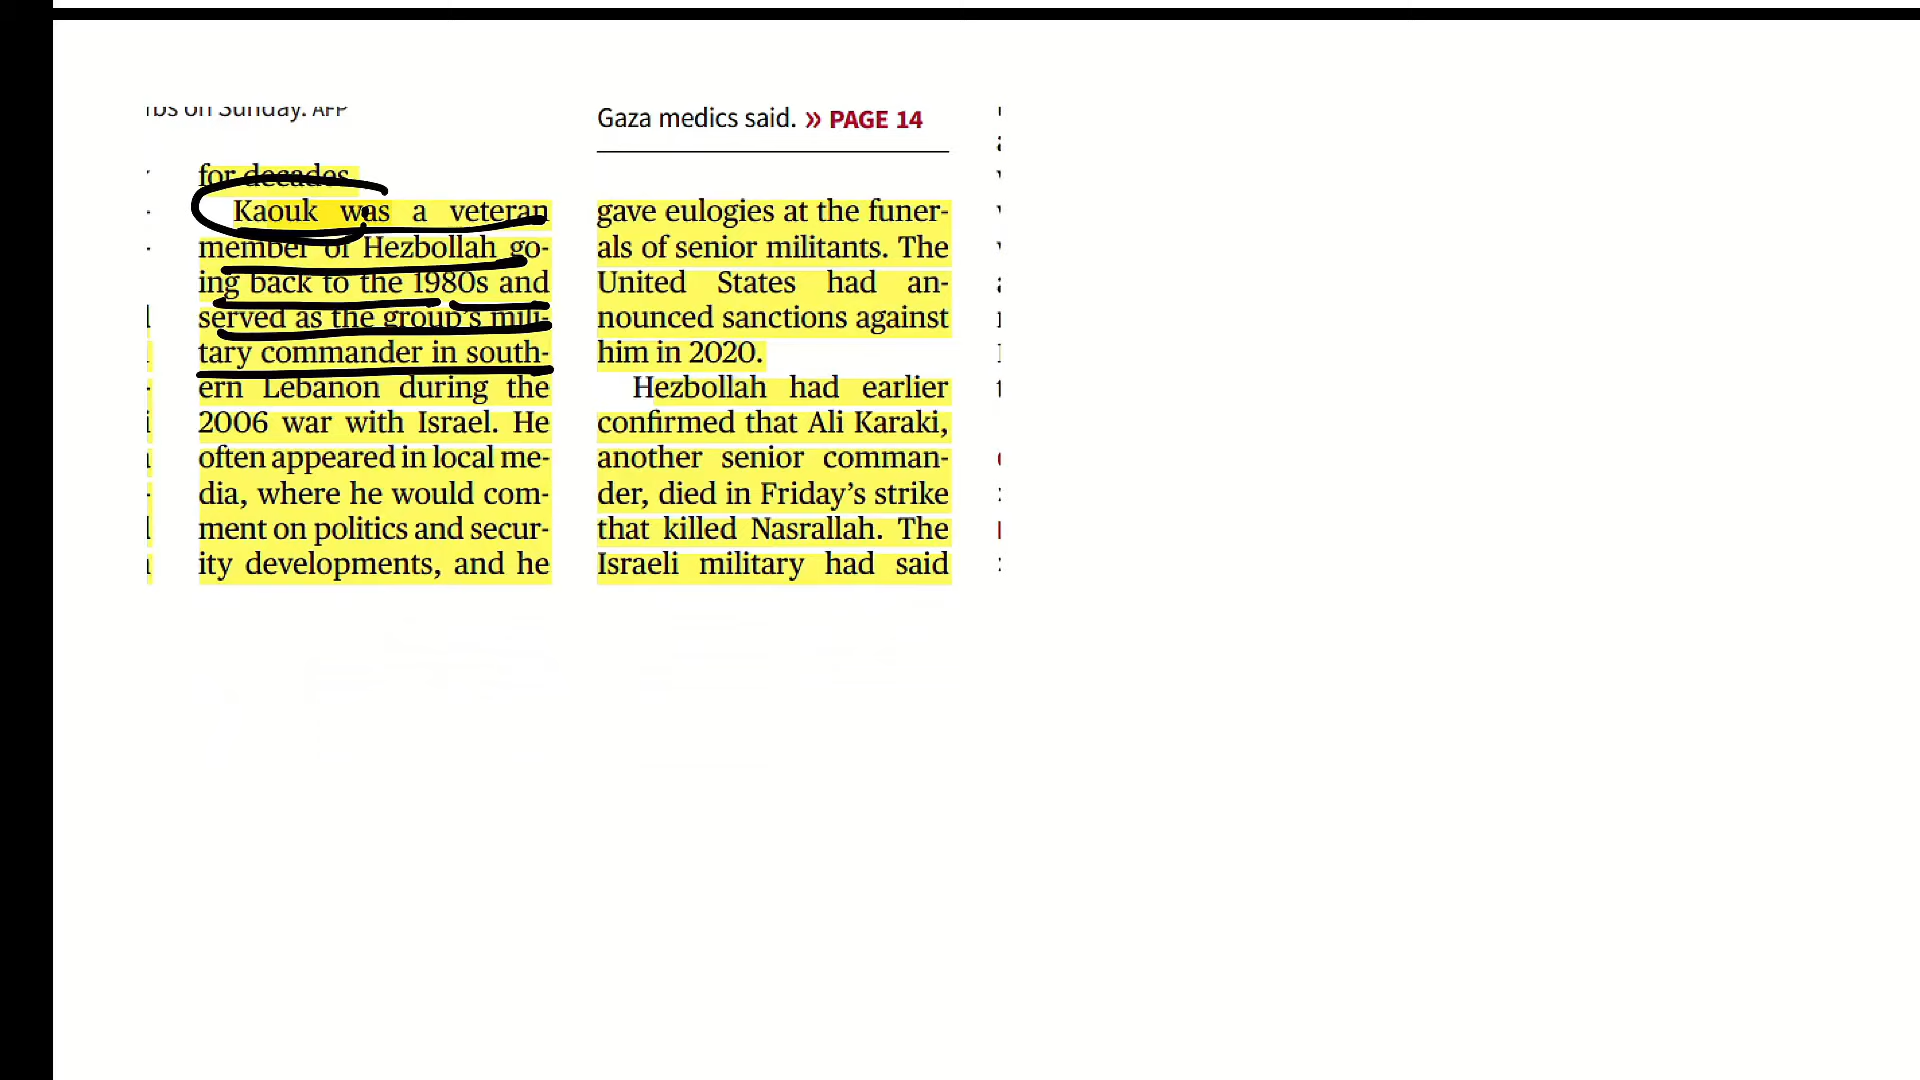 on Sunday. AFP
for decades.
Kaouk was a veteran
member of Hezbollah go-
ing back to the 1980s and
served as the group's mili-
tary commander in south-
ern Lebanon during the
2006 war with Israel. He
often appeared in local me-
dia, where he would com-
ment on politics and secur-
ity developments, and he
Gaza medics said. » PAGE 14
gave eulogies at the funer-
als of senior militants. The
United States had an-
nounced sanctions against
him in 2020.
Hezbollah had earlier
confirmed that Ali Karaki,
another senior comman-
der, died in Friday's strike
that killed Nasrallah. The
Israeli military had said